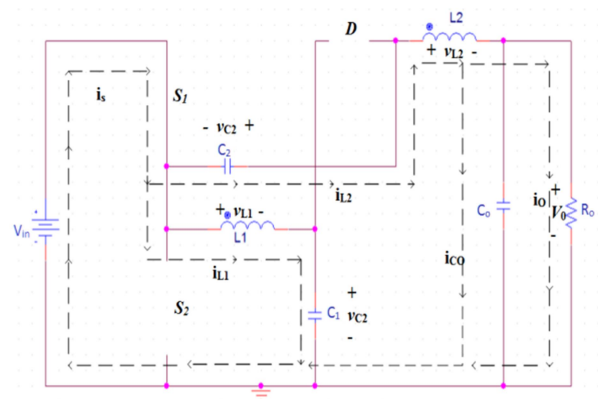 D
L2
+ vL2 -
is
S1
- vC2 +
C2
iL2
+ vL1 -
L1
iL1
Vin
+
-
S2
C1
+
vC2
-
Co
iCO
iO
+
V0
-
Ro